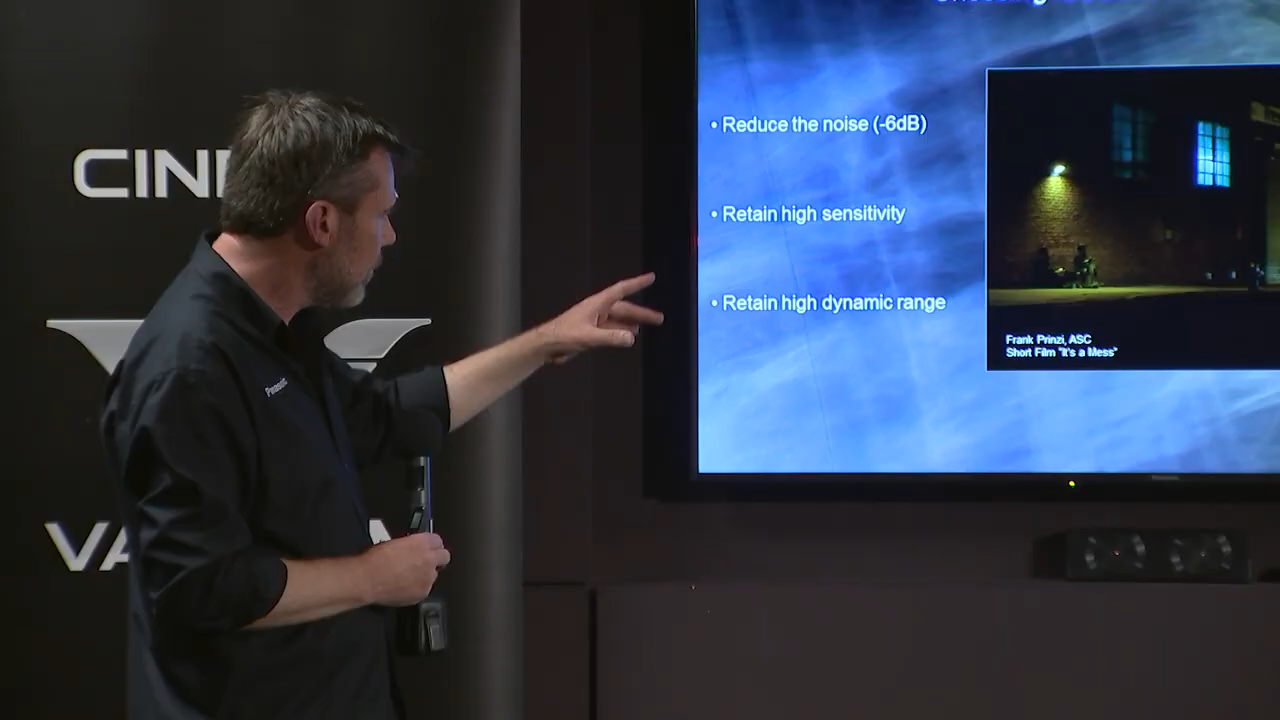 CINE
VA
Panasonic
• Reduce the noise (-6dB)
• Retain high sensitivity
• Retain high dynamic range
Frank Prinzi, ASC
Short Film "It's a Mess"